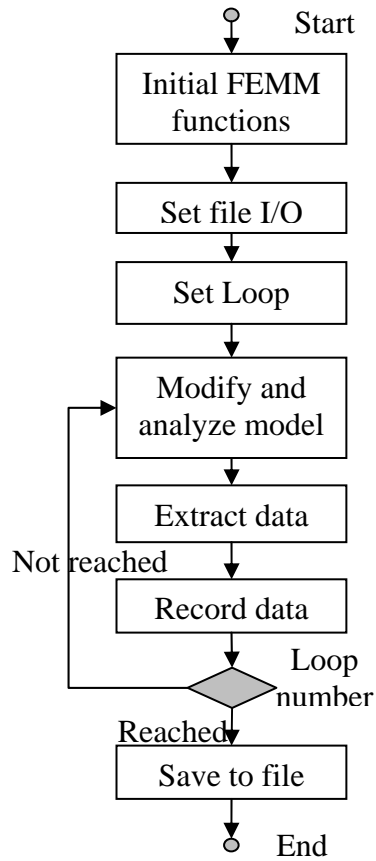 Start
Initial FEMM
functions
Set file I/O
Set Loop
Modify and
analyze model
Extract data
Not reached
Record data
Loop
number
Reached
Save to file
End